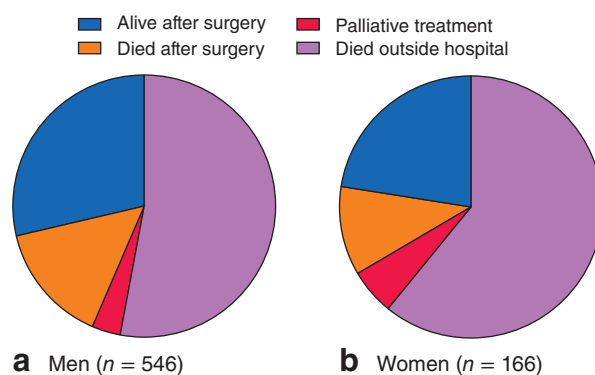 Alive after surgery
Palliative treatment
Died after surgery
Died outside hospital
a Men (n = 546)
b Women (n = 166)